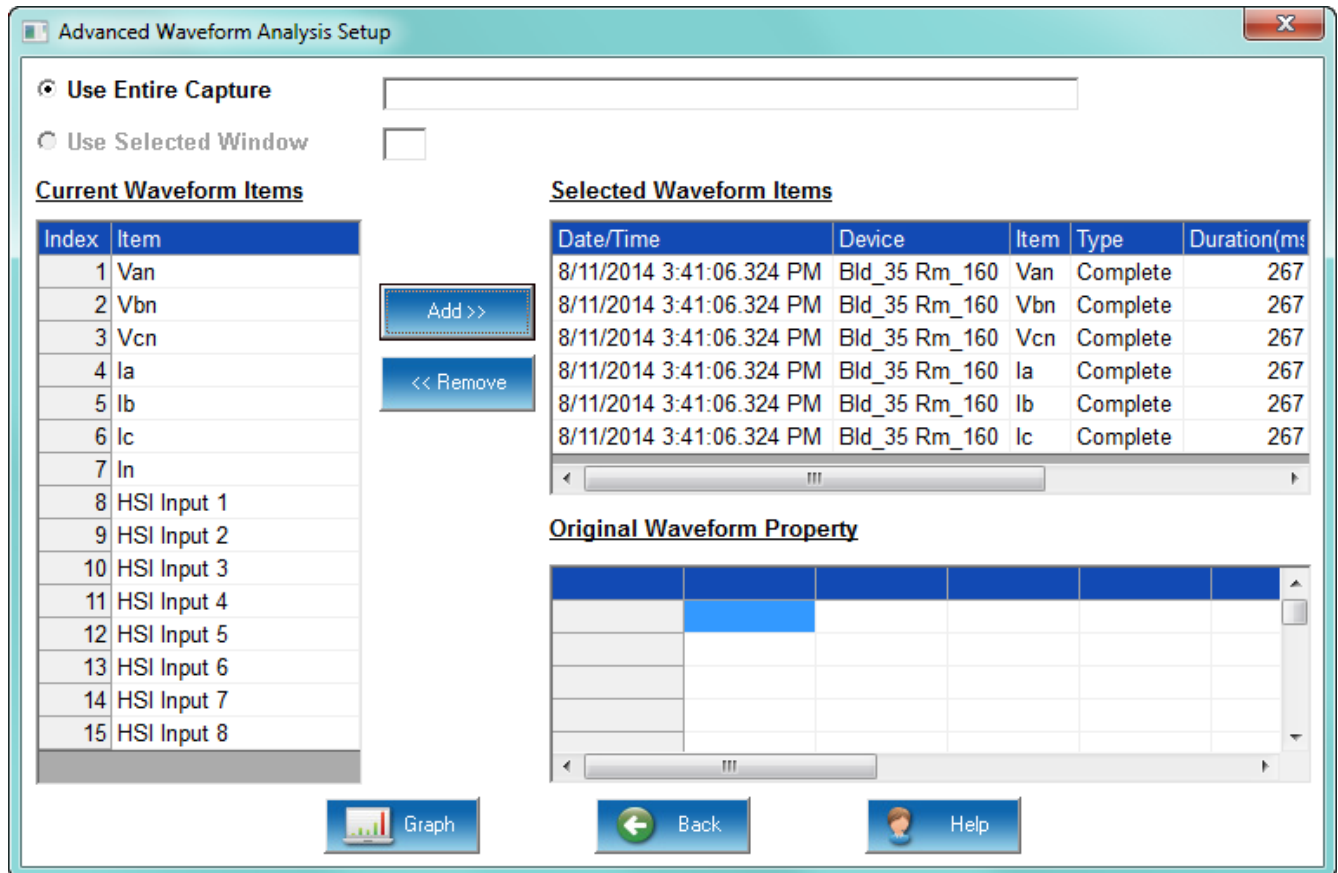 Advanced Waveform Analysis Setup
Use Entire Capture
Use Selected Window
Current Waveform Items
Index Item
1 Van
2 Vbn
3 Vcn
4 Ia
5 Ib
6 Ic
7 In
8 HSI Input 1
9 HSI Input 2
10 HSI Input 3
11 HSI Input 4
12 HSI Input 5
13 HSI Input 6
14 HSI Input 7
15 HSI Input 8
Add >>
<< Remove
Selected Waveform Items
Date/Time Device Item Type Duration(ms
8/11/2014 3:41:06.324 PM Bld_35 Rm_160 Van Complete 267
8/11/2014 3:41:06.324 PM Bld_35 Rm_160 Vbn Complete 267
8/11/2014 3:41:06.324 PM Bld_35 Rm_160 Vcn Complete 267
8/11/2014 3:41:06.324 PM Bld_35 Rm_160 Ia Complete 267
8/11/2014 3:41:06.324 PM Bld_35 Rm_160 Ib Complete 267
8/11/2014 3:41:06.324 PM Bld_35 Rm_160 Ic Complete 267
Original Waveform Property
Graph
Back
Help